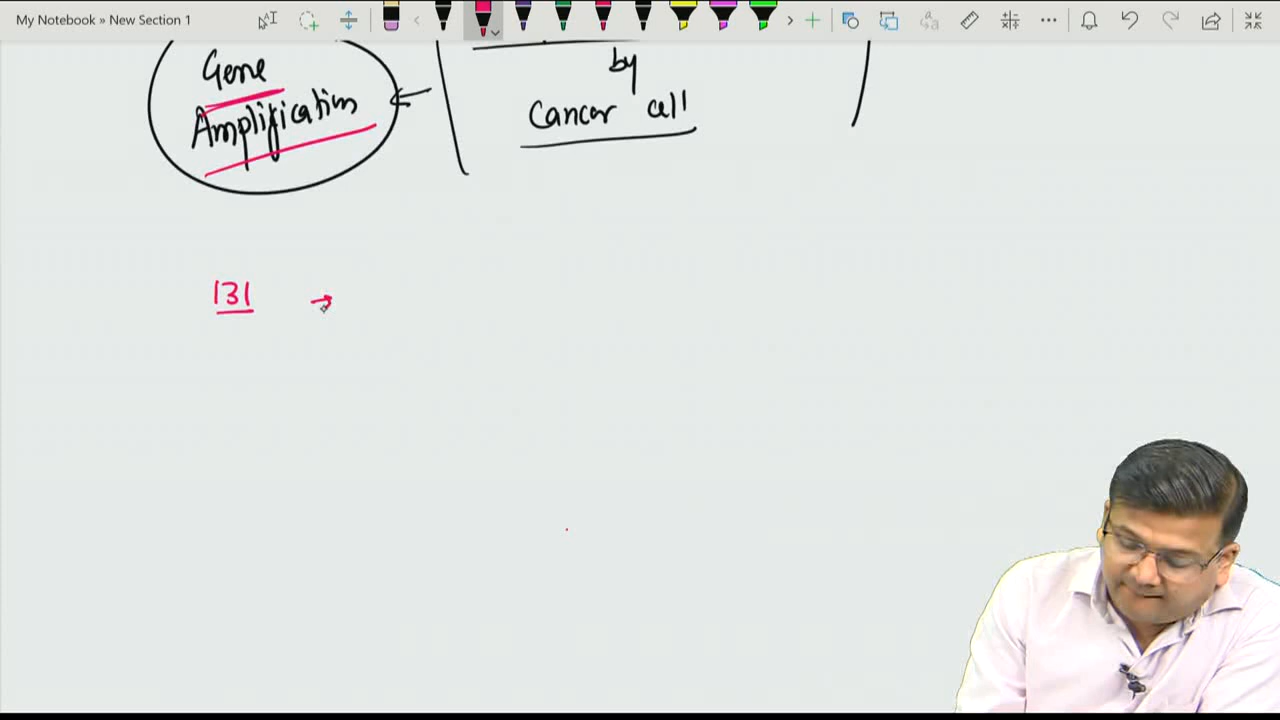 My Notebook » New Section 1
Gene
Amplification
by
Cancer cell
131 →